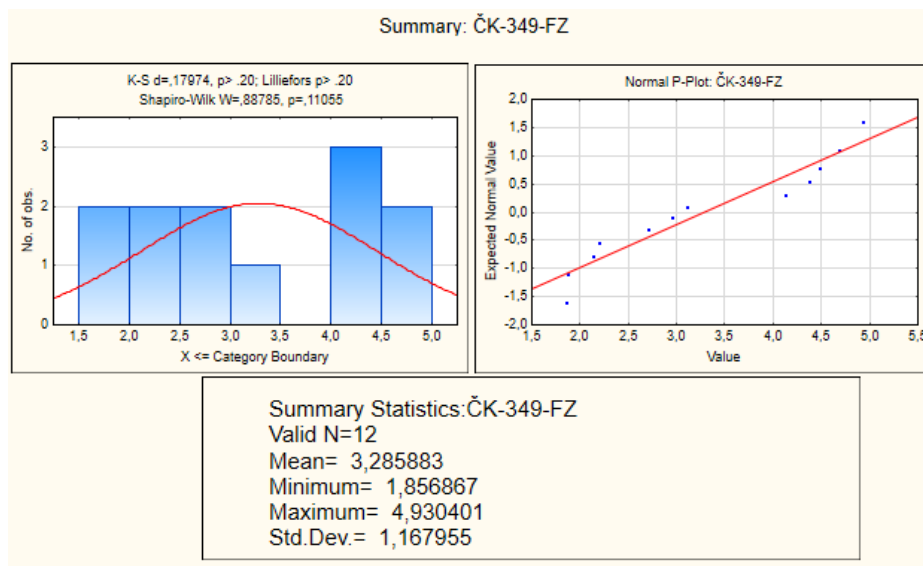 Summary: ČK-349-FZ
K-S d=,17974, p> .20; Lilliefors p> .20
Shapiro-Wilk W=,88785, p=,11055
No. of obs.
3
2
1
0
1,5 2,0 2,5 3,0 3,5 4,0 4,5 5,0
X <= Category Boundary
Normal P-Plot: ČK-349-FZ
Expected Normal Value
2,0
1,5
1,0
0,5
0,0
-0,5
-1,0
-1,5
-2,0
1,5 2,0 2,5 3,0 3,5 4,0 4,5 5,0 5,5
Value
Summary Statistics:ČK-349-FZ
Valid N=12
Mean= 3,285883
Minimum= 1,856867
Maximum= 4,930401
Std.Dev.= 1,167955